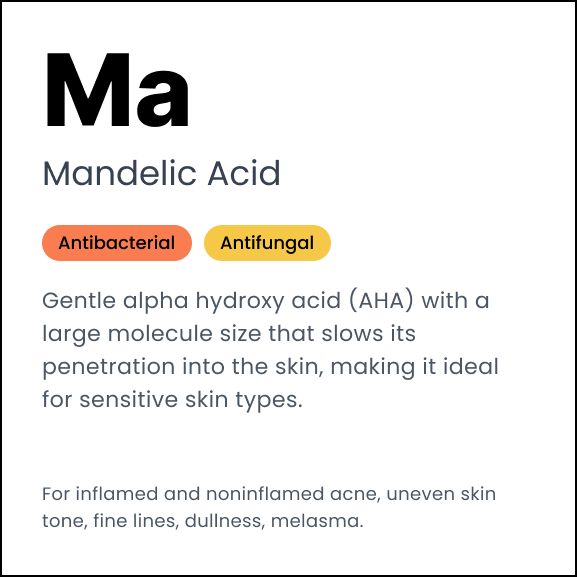 Ma
Mandelic Acid
Antibacterial Antifungal
Gentle alpha hydroxy acid (AHA) with a
large molecule size that slows its
penetration into the skin, making it ideal
for sensitive skin types.
For inflamed and noninflamed acne, uneven skin
tone, fine lines, dullness, melasma.